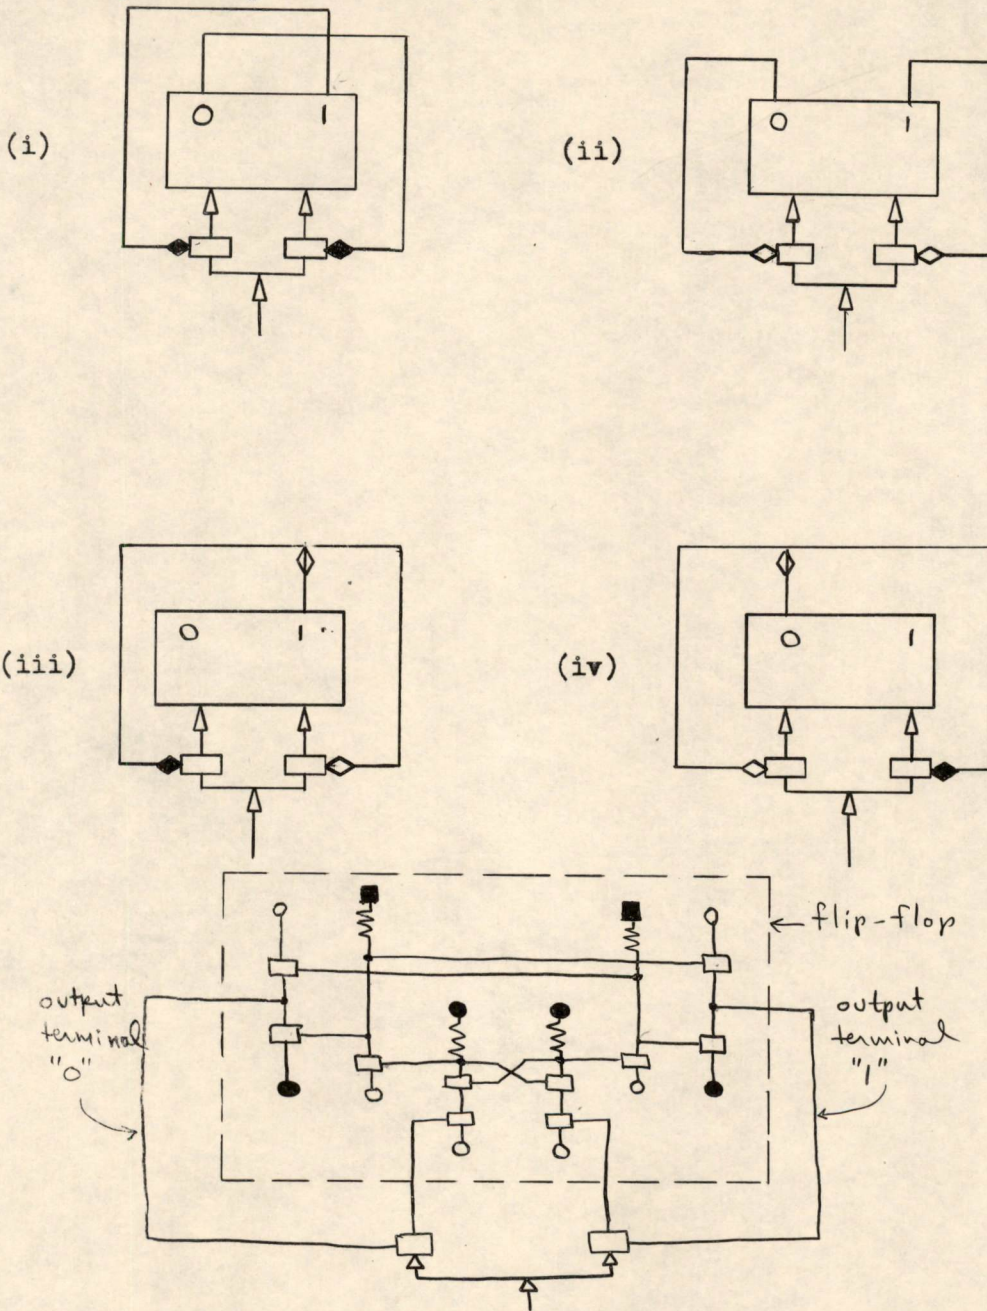 (i)
0 1
(ii)
0 1
(iii)
0 1
(iv)
0 1
flip-flop
output
terminal
"0"
output
terminal
"1"